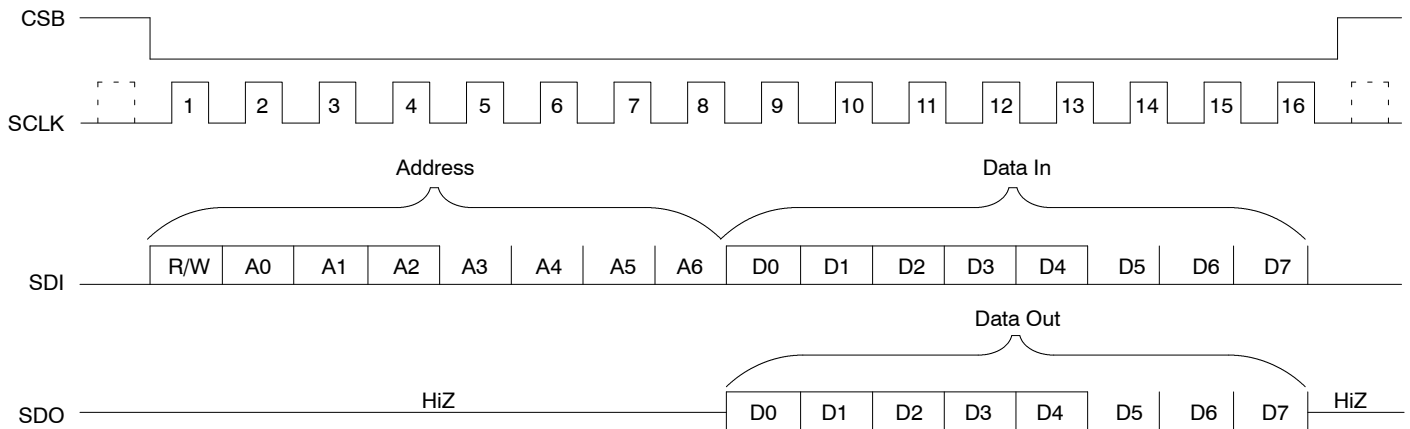 CSB
SCLK 1 2 3 4 5 6 7 8 9 10 11 12 13 14 15 16
Address Data In
SDI R/W A0 A1 A2 A3 A4 A5 A6 D0 D1 D2 D3 D4 D5 D6 D7
Data Out
SDO HiZ D0 D1 D2 D3 D4 D5 D6 D7 HiZ